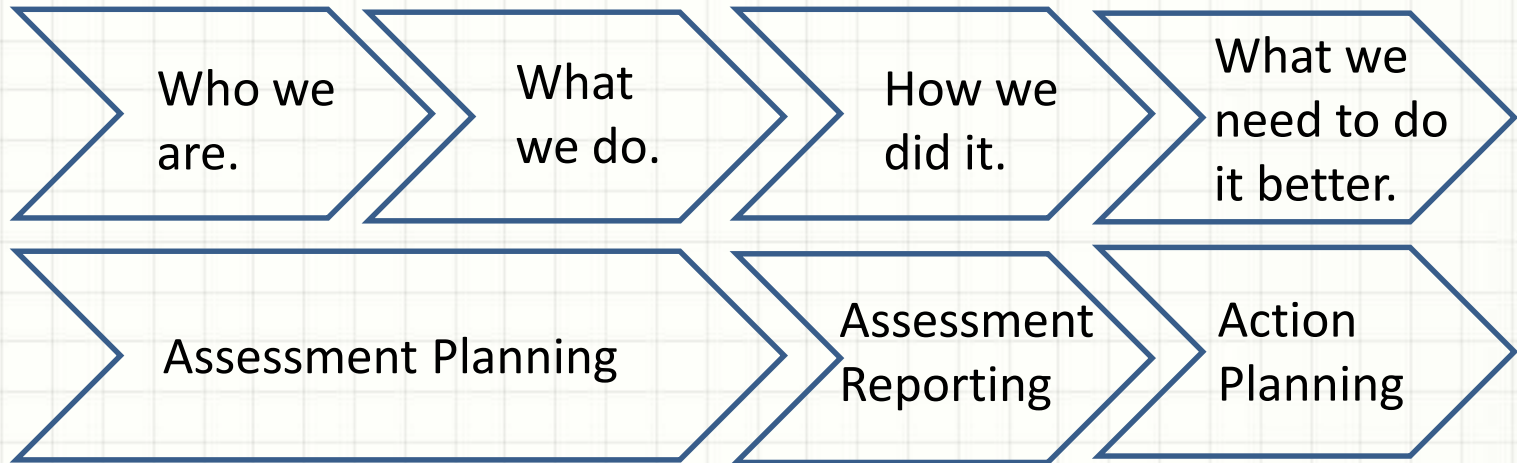 Who we
are.
What
we do.
How we
did it.
What we
need to do
it better.
Assessment Planning
Assessment
Reporting
Action
Planning